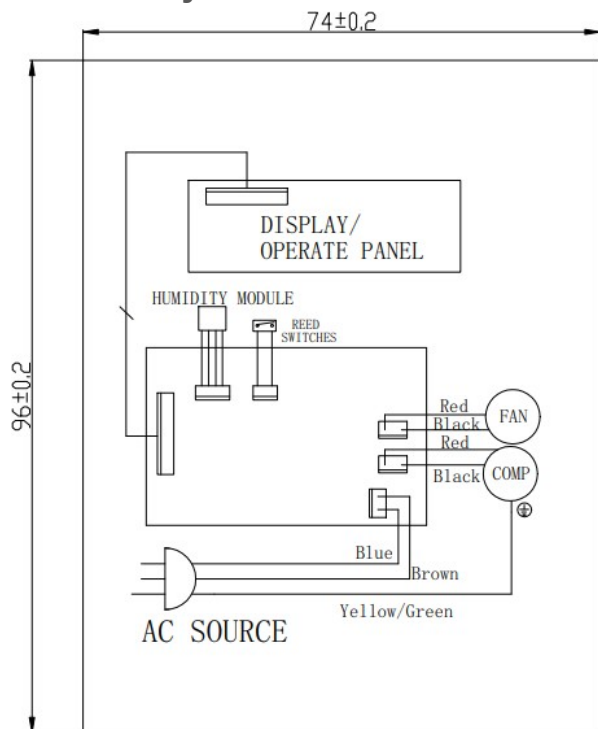 74±0.2
96±0.2
DISPLAY/
OPERATE PANEL
HUMIDITY MODULE
REED
SWITCHES
Red
Black
FAN
Red
Black
COMP
Blue
Brown
Yellow/Green
AC SOURCE